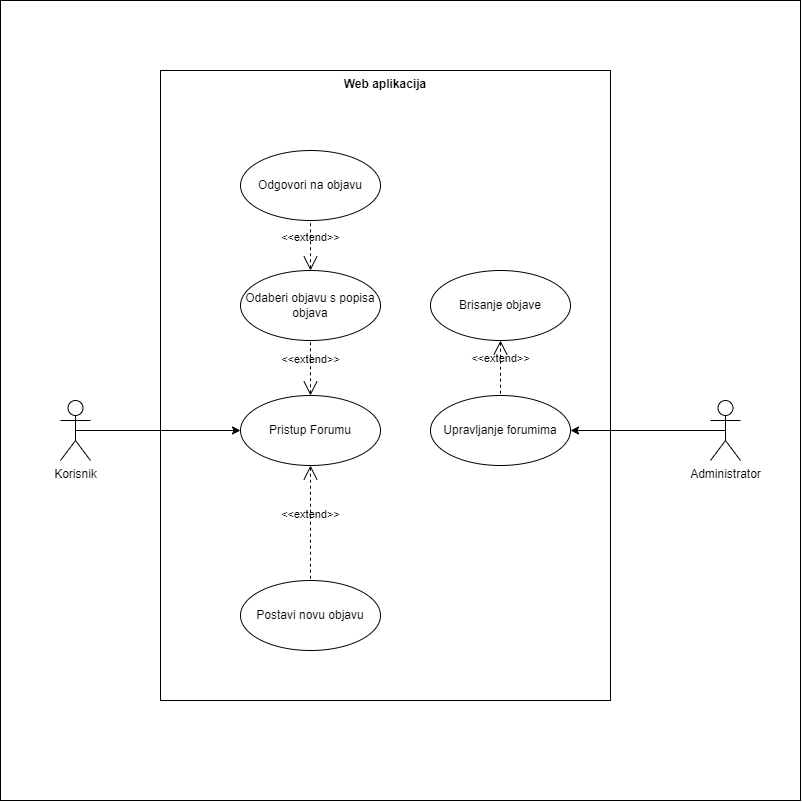 Web aplikacija
Odgovori na objavu
<<extend>>
Odaberi objavu s popisa
objava
Brisanje objave
<<extend>>
<<extend>>
Pristup Forumu
Upravljanje forumima
Korisnik
Administrator
<<extend>>
Postavi novu objavu